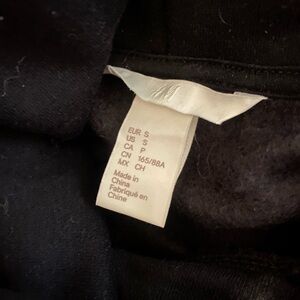 EUR S
US S
CA P
CN 165/88A
MX CH
Made in
China
Fabriqué en
Chine